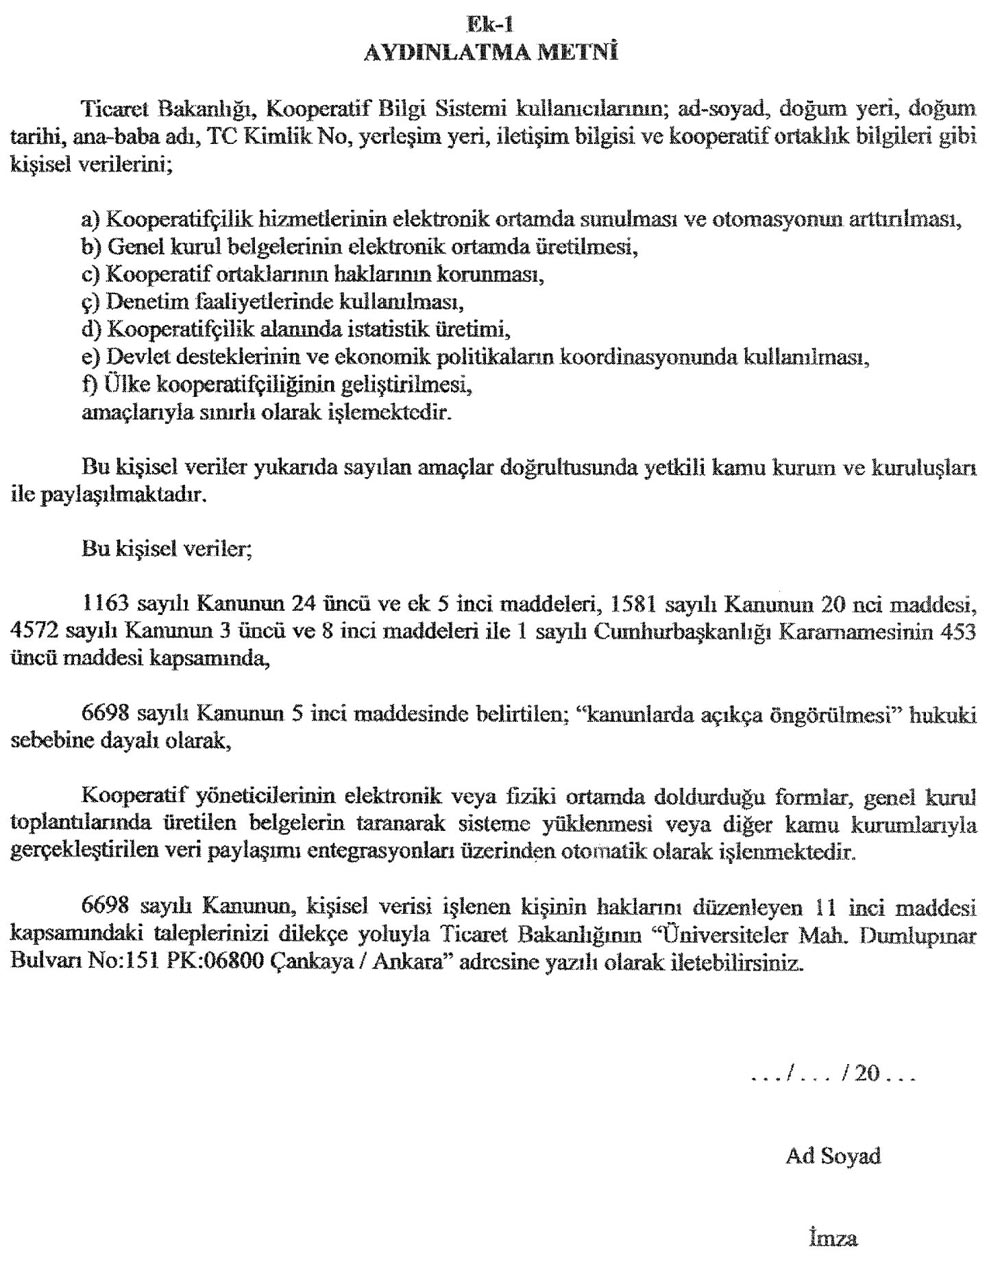 Ek-1
AYDINLATMA METNİ
Ticaret Bakanlığı, Kooperatif Bilgi Sistemi kullanıcılarının; ad-soyad, doğum yeri, doğum
tarihi, ana-baba adı, TC Kimlik No, yerleşim yeri, iletişim bilgisi ve kooperatif ortaklık bilgileri gibi
kişisel verilerini;
a) Kooperatifçilik hizmetlerinin elektronik ortamda sunulması ve otomasyonun arttırılması,
b) Genel kurul belgelerinin elektronik ortamda üretilmesi,
c) Kooperatif ortaklarının haklarının korunması,
ç) Denetim faaliyetlerinde kullanılması,
d) Kooperatifçilik alanında istatistik üretimi,
e) Devlet desteklerinin ve ekonomik politikaların koordinasyonunda kullanılması,
f) Ülke kooperatifçiliğinin geliştirilmesi,
amaçlarıyla sınırlı olarak işlemektedir.
Bu kişisel veriler yukarıda sayılan amaçlar doğrultusunda yetkili kamu kurum ve kuruluşları
ile paylaşılmaktadır.
Bu kişisel veriler;
1163 sayılı Kanunun 24 üncü ve ek 5 inci maddeleri, 1581 sayılı Kanunun 20 nci maddesi,
4572 sayılı Kanunun 3 üncü ve 8 inci maddeleri ile 1 sayılı Cumhurbaşkanlığı Kararnamesinin 453
üncü maddesi kapsamında,
6698 sayılı Kanunun 5 inci maddesinde belirtilen; “kanunlarda açıkça öngörülmesi” hukuki
sebebine dayalı olarak,
Kooperatif yöneticilerinin elektronik veya fiziki ortamda doldurduğu formlar, genel kurul
toplantılarında üretilen belgelerin taranarak sisteme yüklenmesi veya diğer kamu kurumlarıyla
gerçekleştirilen veri paylaşımı entegrasyonları üzerinden otomatik olarak işlenmektedir.
6698 sayılı Kanunun, kişisel verisi işlenen kişinin haklarını düzenleyen 11 inci maddesi
kapsamındaki taleplerinizi dilekçe yoluyla Ticaret Bakanlığının “Üniversiteler Mah. Dumlupınar
Bulvarı No:151 PK:06800 Çankaya / Ankara” adresine yazılı olarak iletebilirsiniz.
.../... /20...
Ad Soyad
İmza